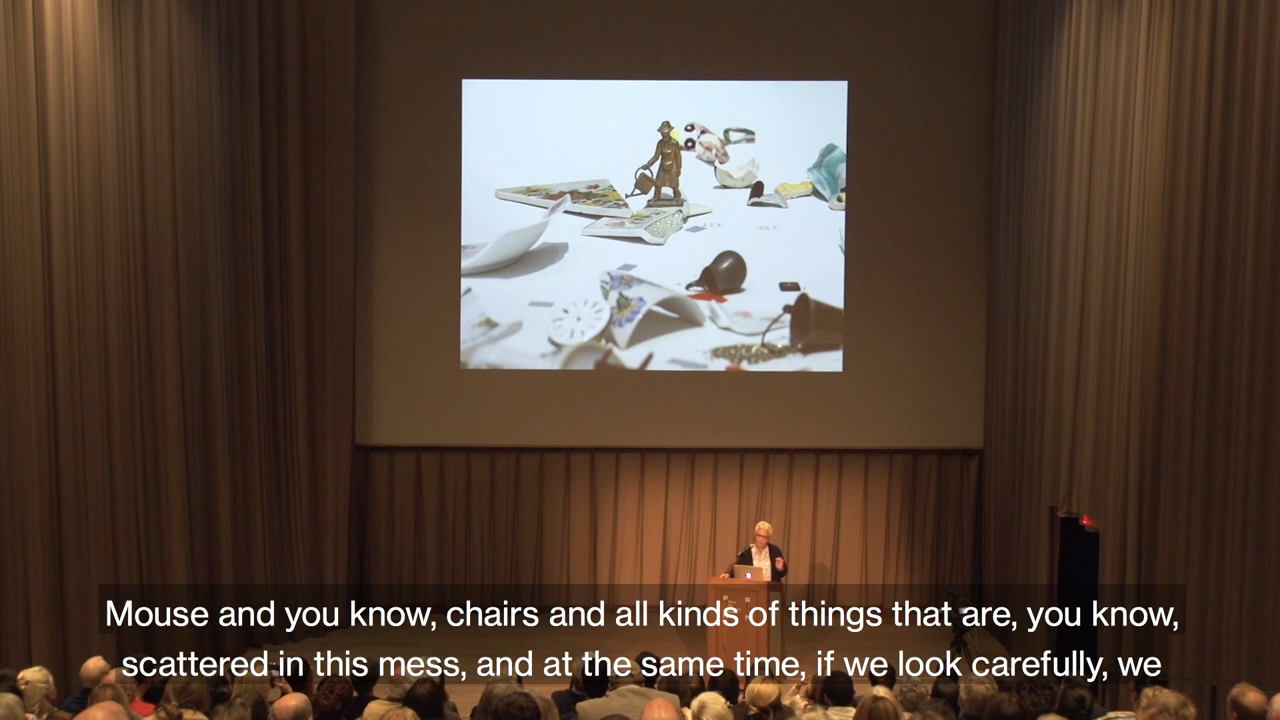 Mouse and you know, chairs and all kinds of things that are, you know,
scattered in this mess, and at the same time, if we look carefully, we